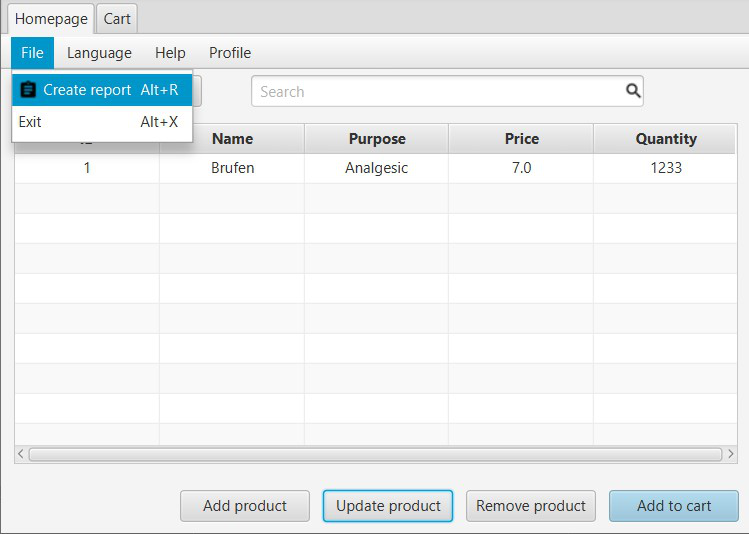 Homepage Cart
File Language Help Profile
Create report Alt+R
Search
Exit Alt+X
Name Purpose Price Quantity
1 Brufen Analgesic 7.0 1233
Add product Update product Remove product Add to cart